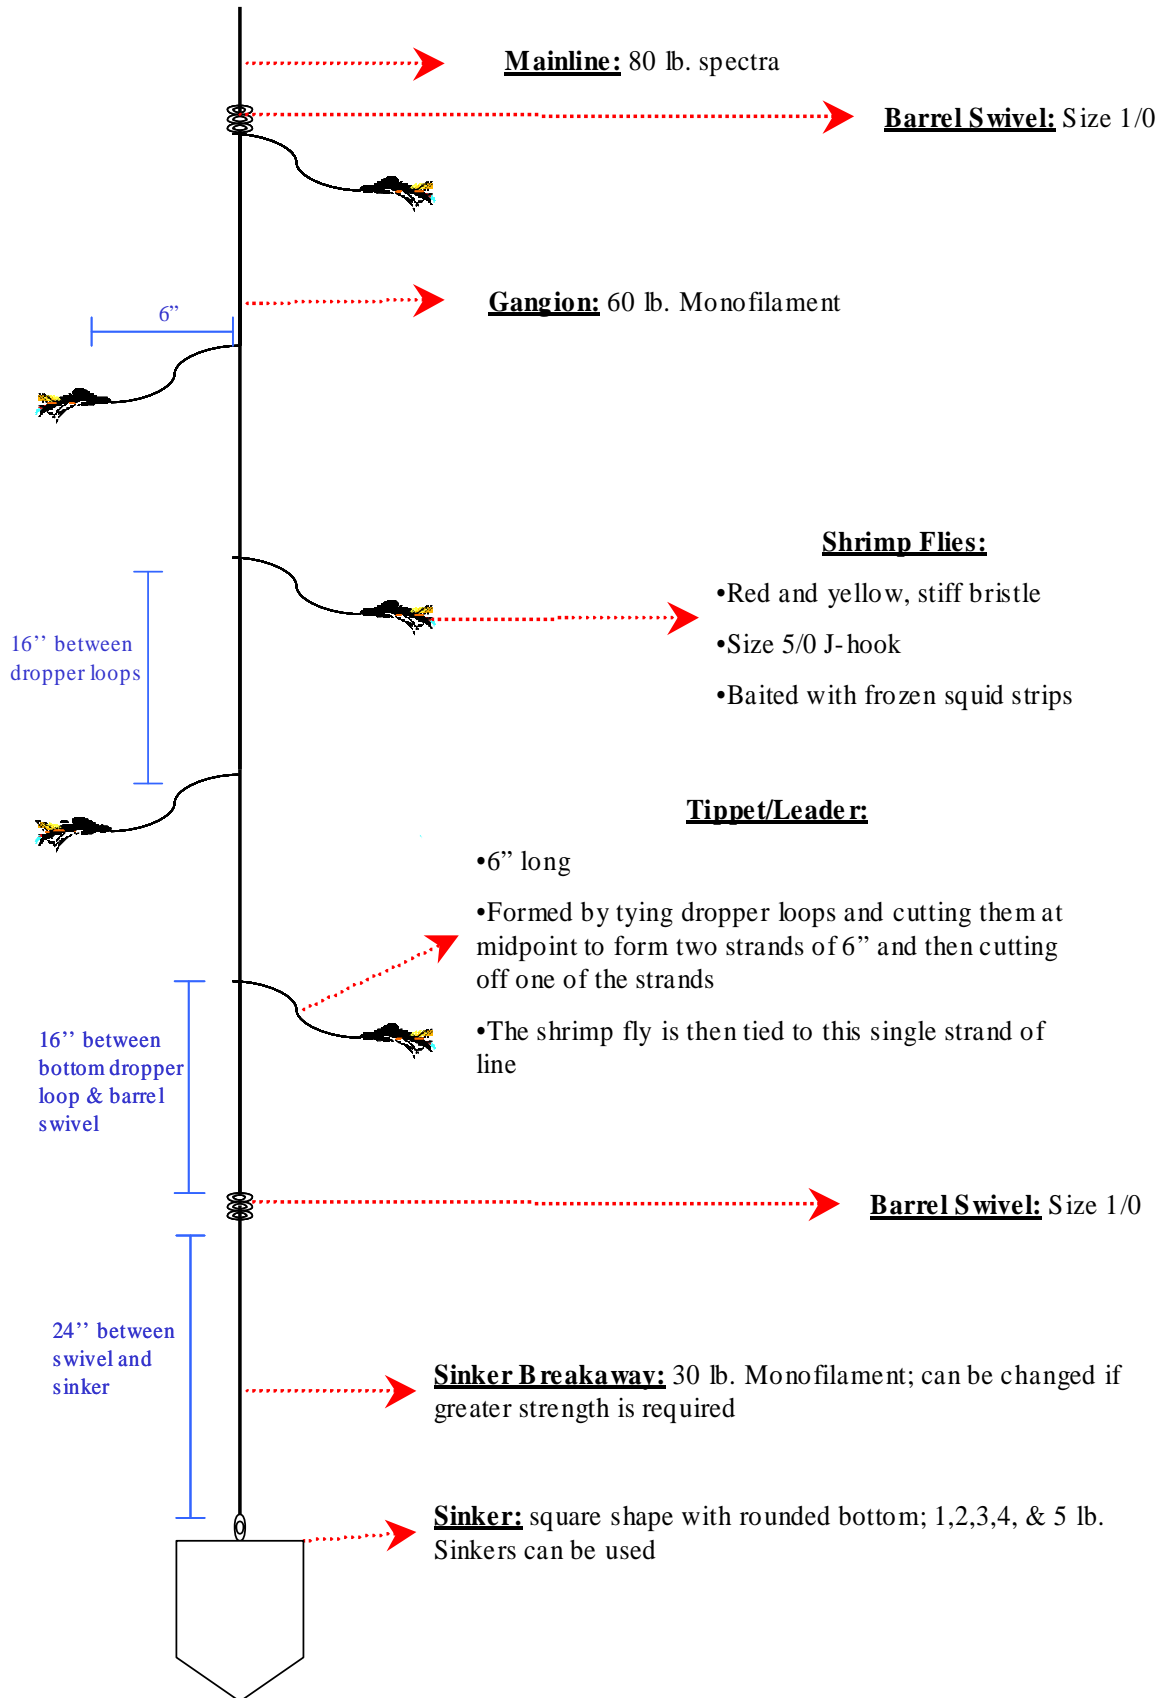 Mainline: 80 lb. spectra
Barrel Swivel: Size 1/0
Gangion: 60 lb. Monofilament
6”
Shrimp Flies:
•Red and yellow, stiff bristle
•Size 5/0 J-hook
•Baited with frozen squid strips
16’’ between
dropper loops
Tippet/Leader:
•6” long
•Formed by tying dropper loops and cutting them at
midpoint to form two strands of 6” and then cutting
off one of the strands
•The shrimp fly is then tied to this single strand of
line
16’’ between
bottom dropper
loop & barrel
swivel
Barrel Swivel: Size 1/0
24’’ between
swivel and
sinker
Sinker Breakaway: 30 lb. Monofilament; can be changed if
greater strength is required
Sinker: square shape with rounded bottom; 1,2,3,4, & 5 lb.
Sinkers can be used